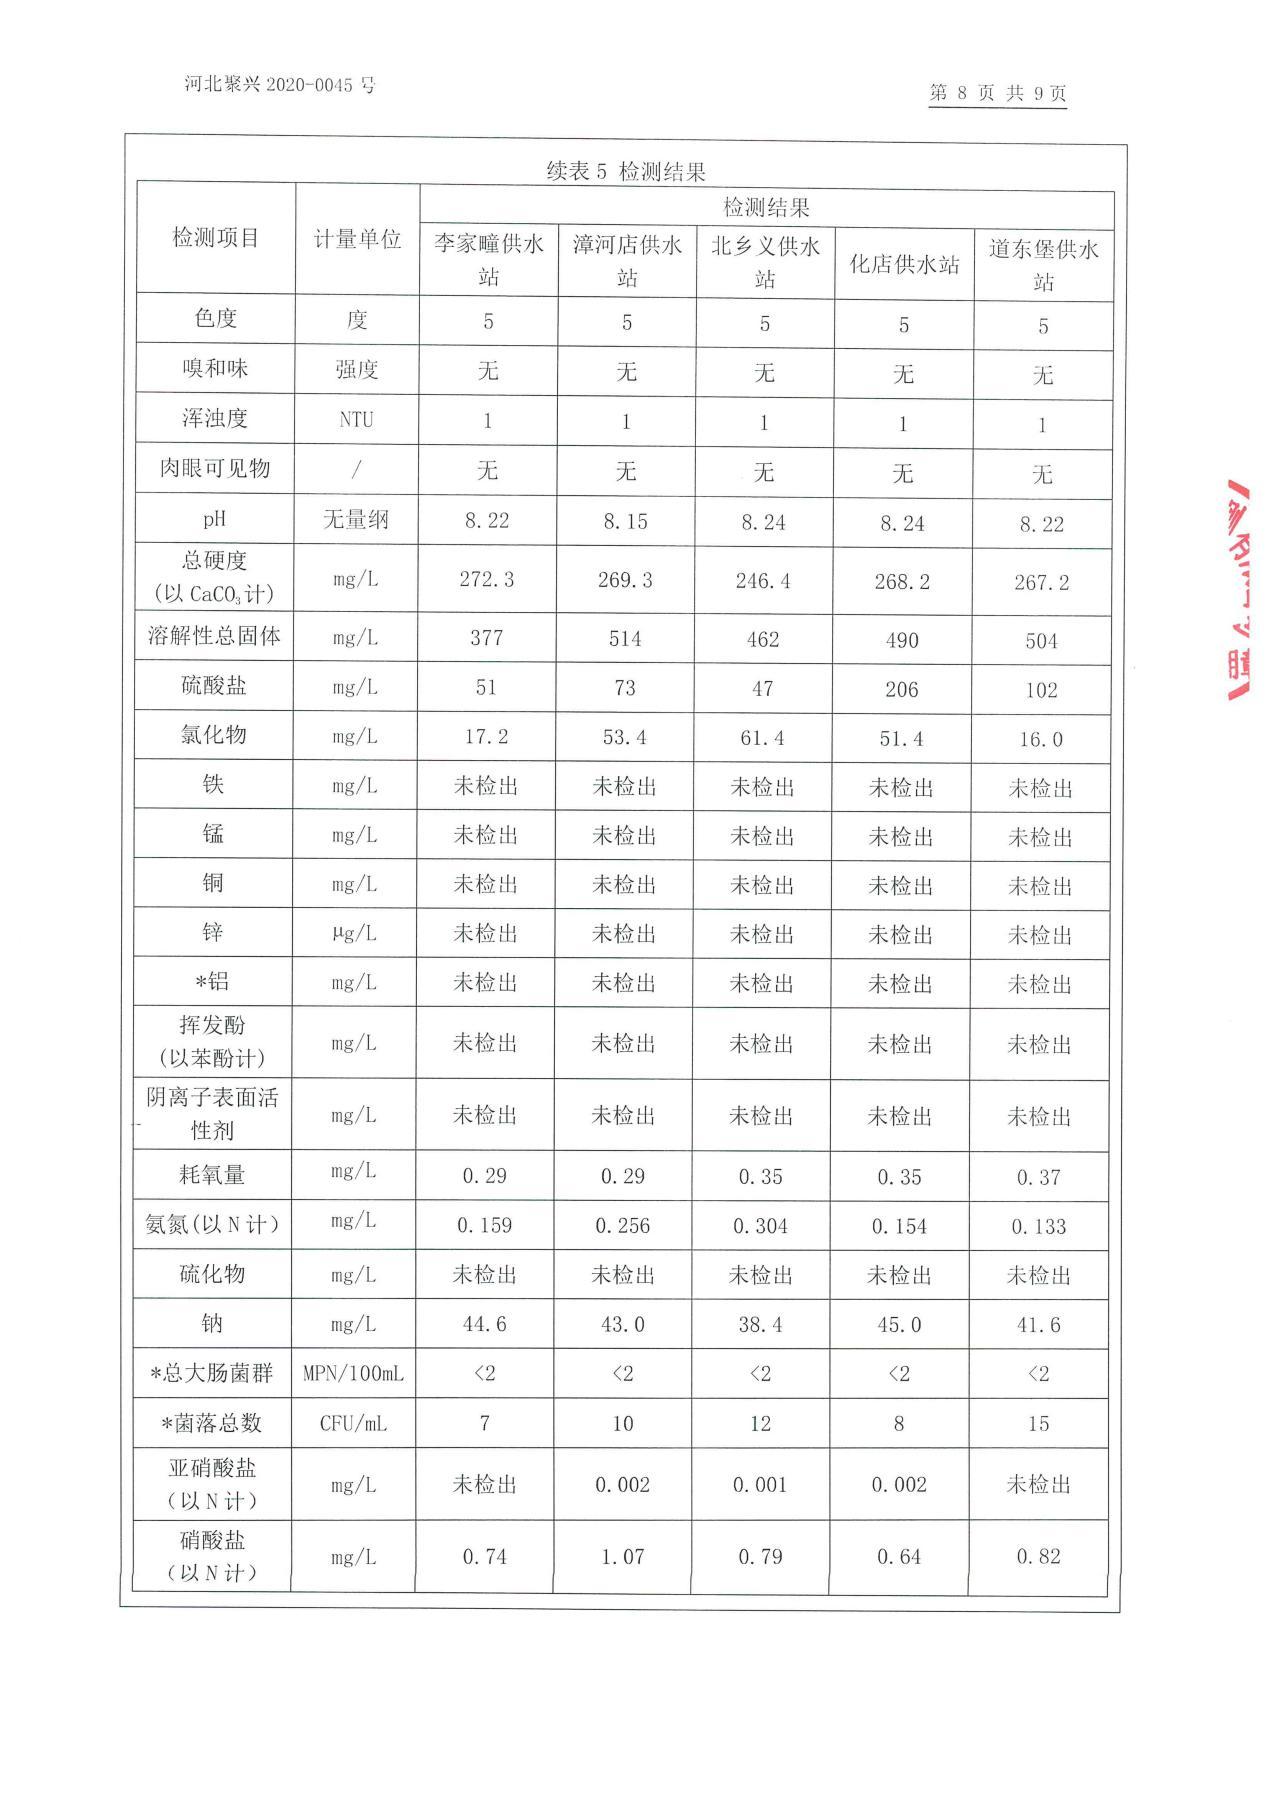 河北聚兴 2020-0045 号
第 8 页 共 9 页
续表 5 检测结果
检测项目 计量单位 检测结果
李家疃供水站 漳河店供水站 北乡义供水站 化店供水站 道东堡供水站
色度 度 5 5 5 5 5
嗅和味 强度 无 无 无 无 无
浑浊度 NTU 1 1 1 1 1
肉眼可见物 / 无 无 无 无 无
pH 无量纲 8.22 8.15 8.24 8.24 8.22
总硬度
(以 CaCO₃计) mg/L 272.3 269.3 246.4 268.2 267.2
溶解性总固体 mg/L 377 514 462 490 504
硫酸盐 mg/L 51 73 47 206 102
氯化物 mg/L 17.2 53.4 61.4 51.4 16.0
铁 mg/L 未检出 未检出 未检出 未检出 未检出
锰 mg/L 未检出 未检出 未检出 未检出 未检出
铜 mg/L 未检出 未检出 未检出 未检出 未检出
锌 μg/L 未检出 未检出 未检出 未检出 未检出
*铝 mg/L 未检出 未检出 未检出 未检出 未检出
挥发酚
(以苯酚计) mg/L 未检出 未检出 未检出 未检出 未检出
阴离子表面活
性剂 mg/L 未检出 未检出 未检出 未检出 未检出
耗氧量 mg/L 0.29 0.29 0.35 0.35 0.37
氨氮(以 N 计) mg/L 0.159 0.256 0.304 0.154 0.133
硫化物 mg/L 未检出 未检出 未检出 未检出 未检出
钠 mg/L 44.6 43.0 38.4 45.0 41.6
*总大肠菌群 MPN/100mL <2 <2 <2 <2 <2
*菌落总数 CFU/mL 7 10 12 8 15
亚硝酸盐
(以 N 计) mg/L 未检出 0.002 0.001 0.002 未检出
硝酸盐
(以 N 计) mg/L 0.74 1.07 0.79 0.64 0.82